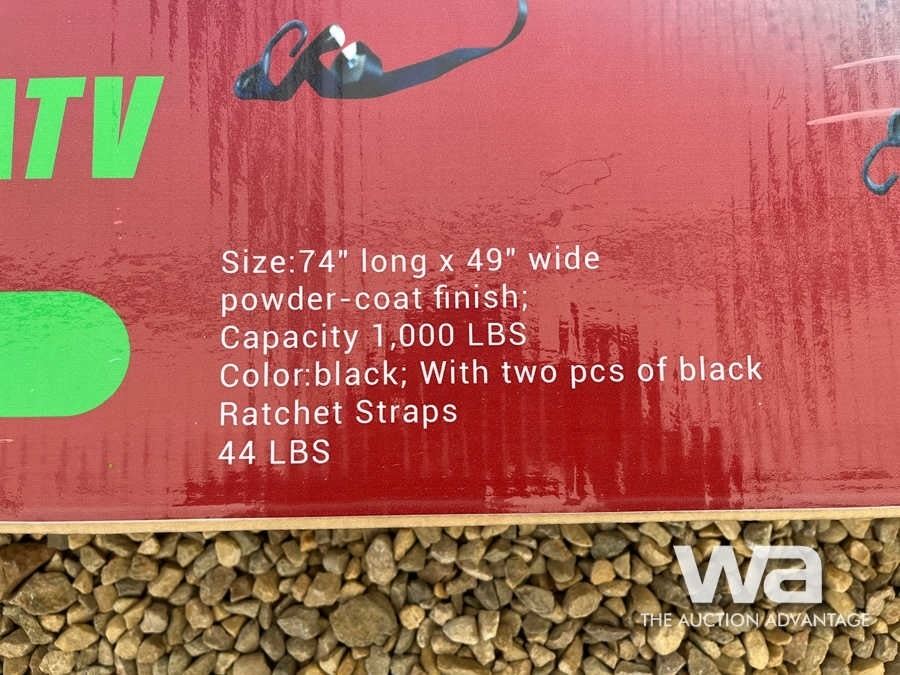 ATV
Size:74" long x 49" wide
powder-coat finish;
Capacity 1,000 LBS
Color:black; With two pcs of black
Ratchet Straps
44 LBS
wa
THE AUCTION ADVANTAGE